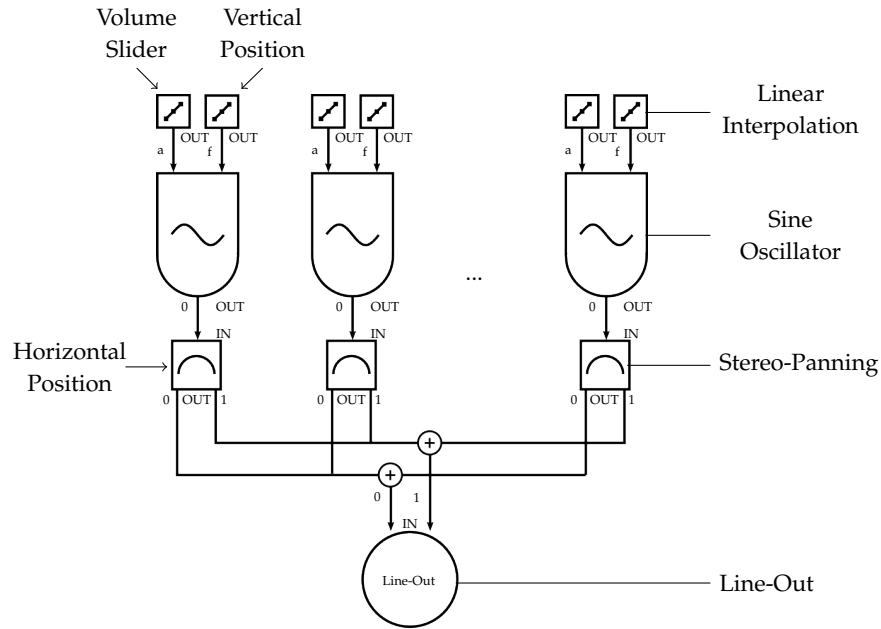 Volume
Slider
Vertical
Position
Linear
Interpolation
OUT OUT OUT OUT OUT OUT
a f a f a f
Sine
Oscillator
...
0 OUT 0 OUT 0 OUT
IN IN IN
Horizontal
Position
Stereo-Panning
0 OUT 1 0 OUT 1 0 OUT 1
+
+
0 1
IN
Line-Out
Line-Out